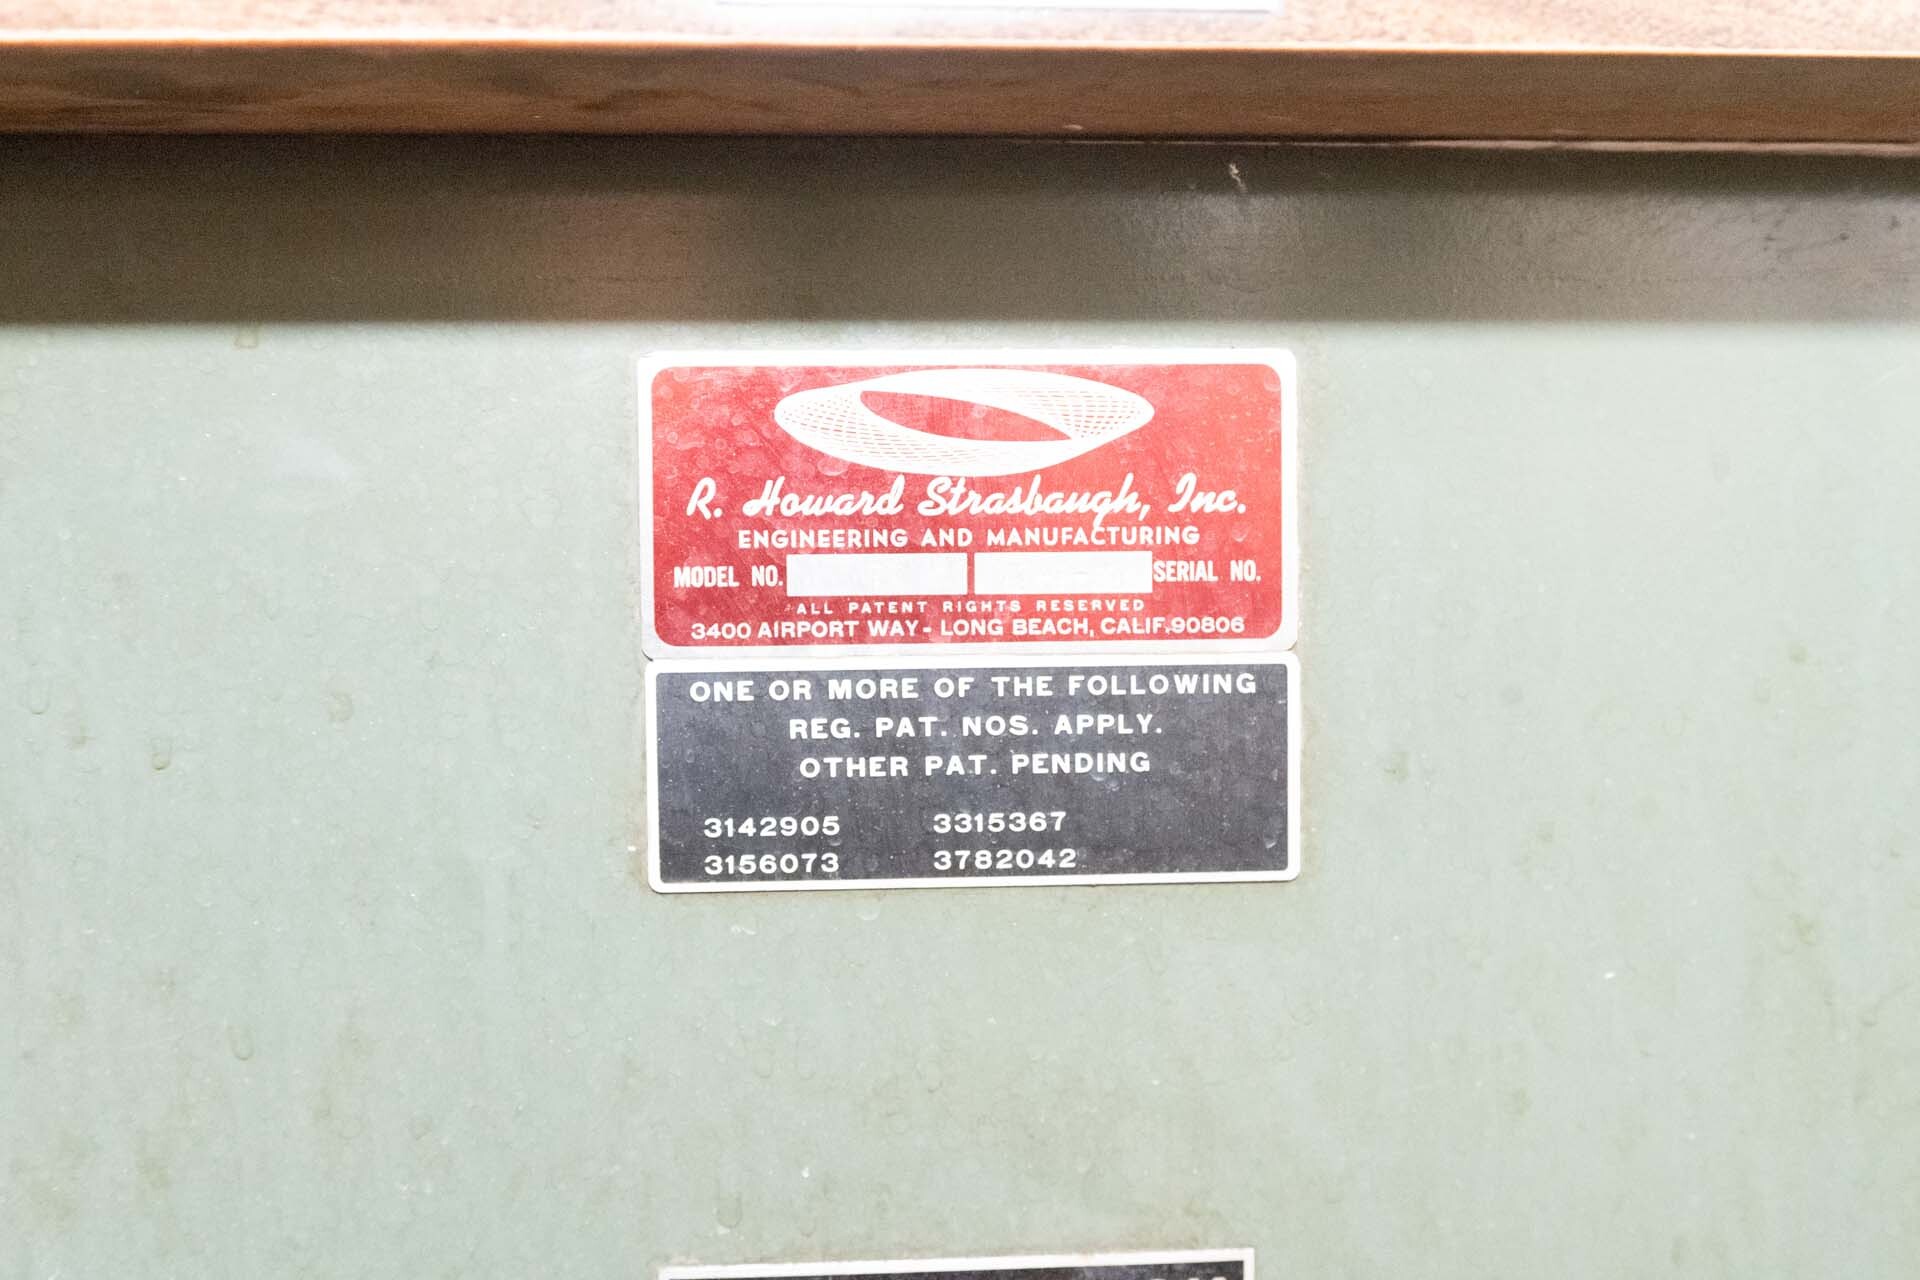 R. Howard Strasbaugh, Inc.
ENGINEERING AND MANUFACTURING
MODEL NO. SERIAL NO.
ALL PATENT RIGHTS RESERVED
3400 AIRPORT WAY - LONG BEACH, CALIF. 90806
ONE OR MORE OF THE FOLLOWING
REG. PAT. NOS. APPLY.
OTHER PAT. PENDING
3142905 3315367
3156073 3782042